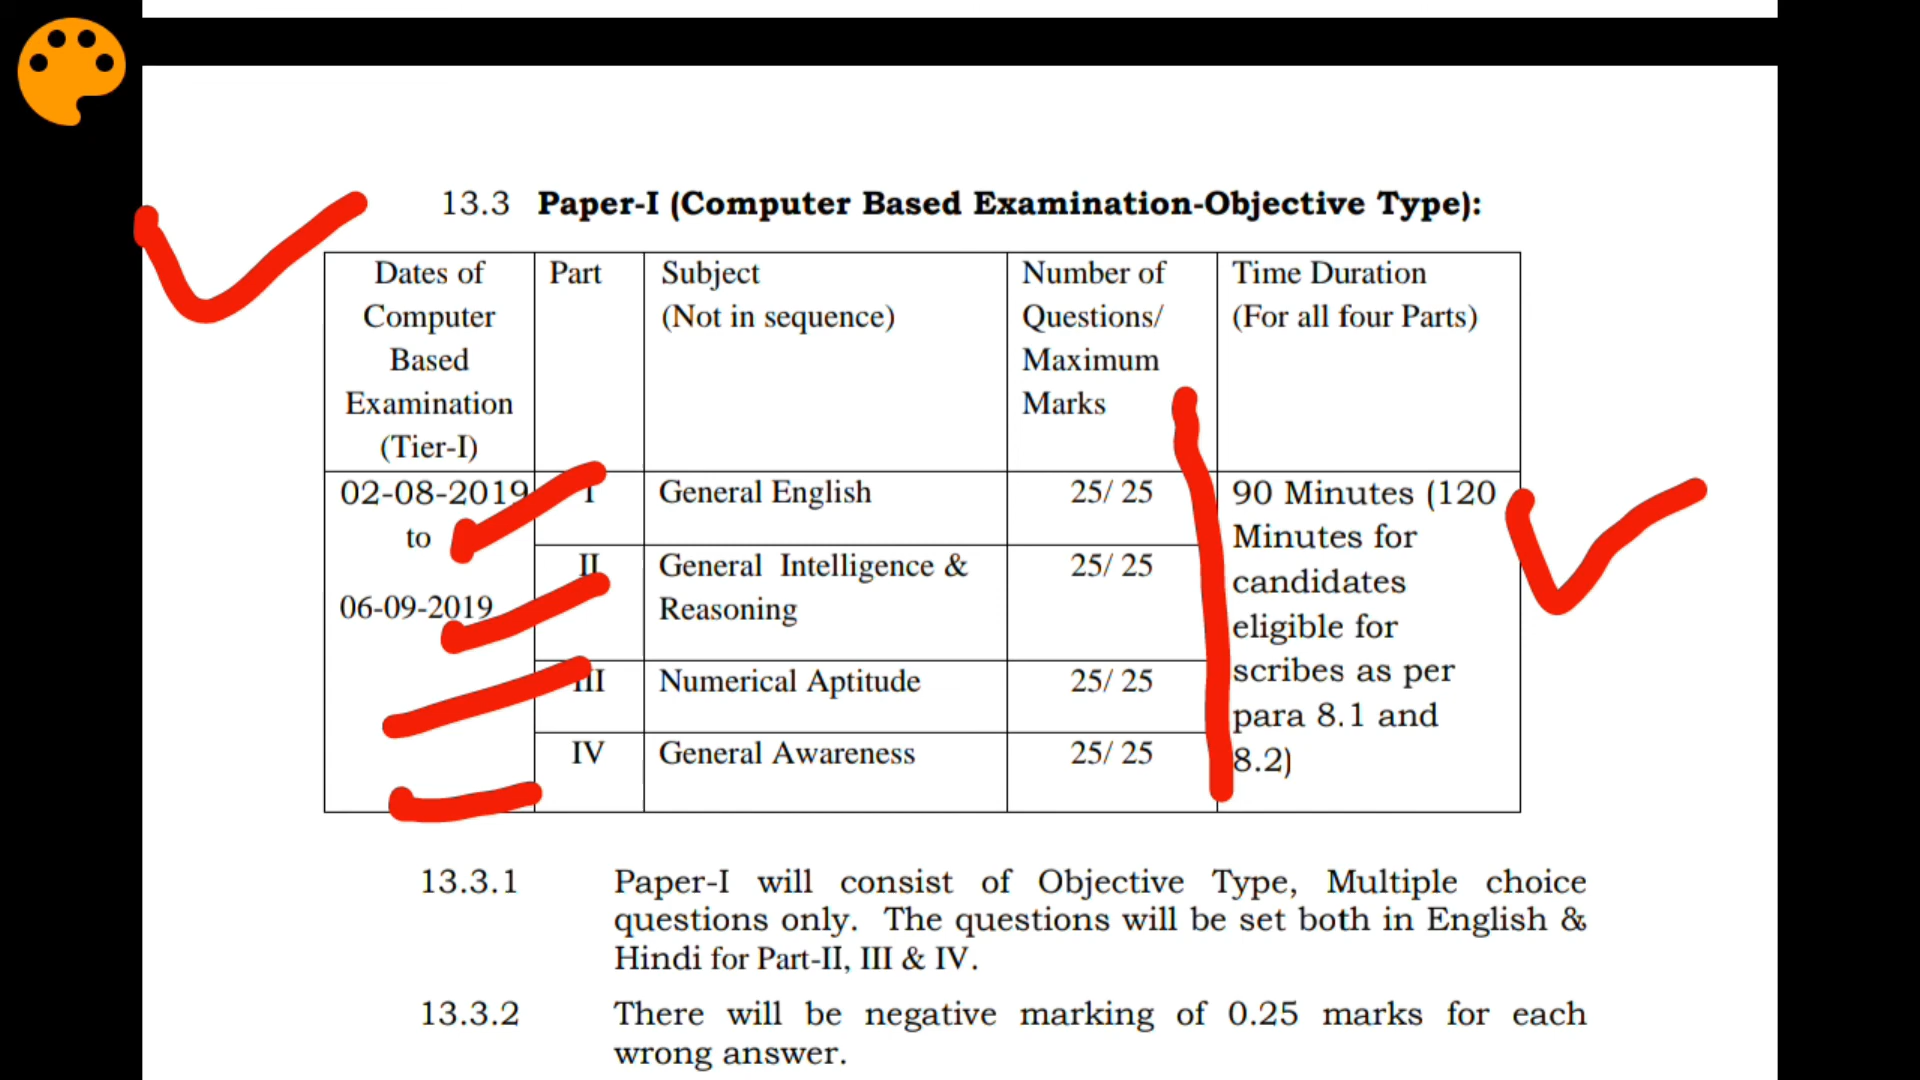 13.3 Paper-I (Computer Based Examination-Objective Type):
Dates of Computer Based Examination (Tier-I)
Part
Subject (Not in sequence)
Number of Questions/ Maximum Marks
Time Duration (For all four Parts)
02-08-2019 to 06-09-2019
I General English 25/ 25
II General Intelligence & Reasoning 25/ 25
III Numerical Aptitude 25/ 25
IV General Awareness 25/ 25
90 Minutes (120
Minutes for
candidates
eligible for
scribes as per
para 8.1 and
8.2)
13.3.1 Paper-I will consist of Objective Type, Multiple choice
questions only. The questions will be set both in English &
Hindi for Part-II, III & IV.
13.3.2 There will be negative marking of 0.25 marks for each
wrong answer.